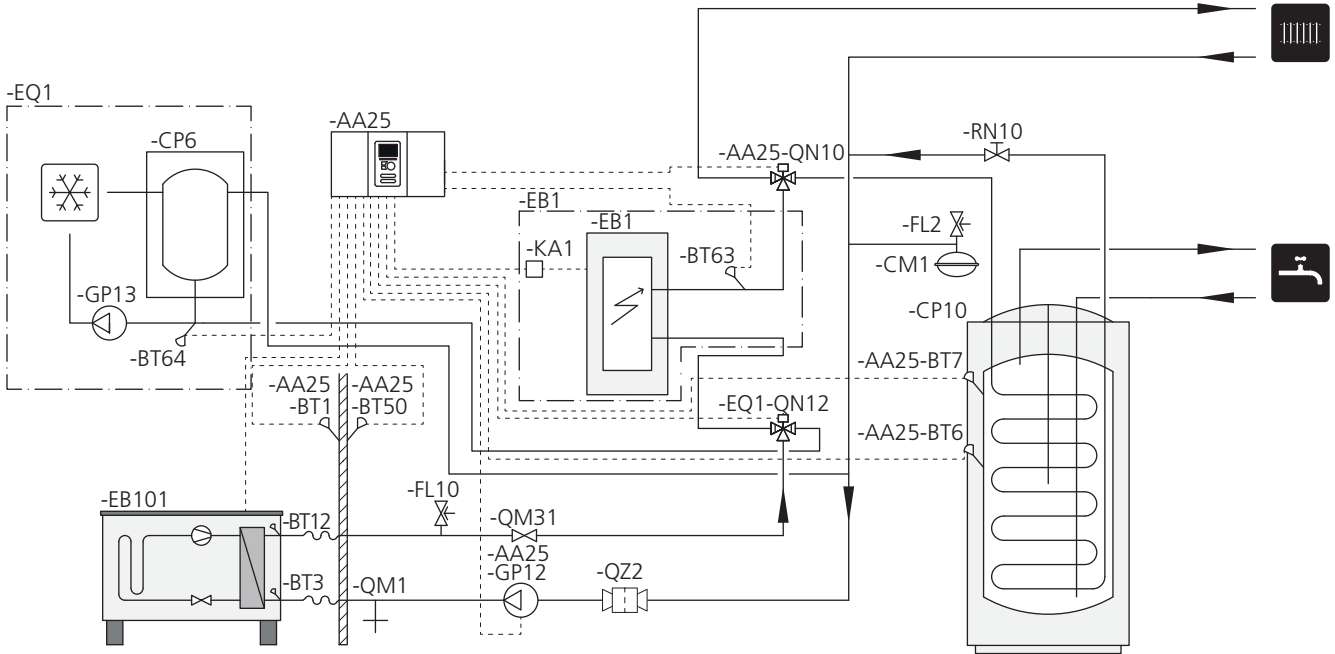 -EQ1
-CP6
-GP13
-BT64
-AA25
-EB1
-EB1
-KA1
-BT63
-AA25-QN10
-RN10
-FL2
-CM1
-CP10
-AA25-BT7
-AA25-BT6
-EQ1-QN12
-AA25
-BT1
-AA25
-BT50
-EB101
-BT12
-BT3
-QM1
-FL10
-QM31
-AA25
-GP12
-QZ2